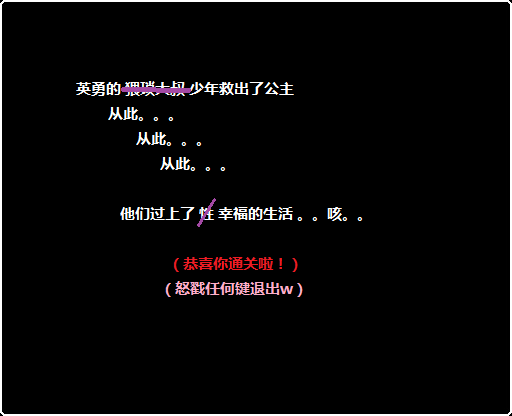 英勇的 猥琐大叔 少年救出了公主
从此。。。
从此。。。
从此。。。
他们过上了 性 幸福的生活 。。咳。。
（恭喜你通关啦！）
（怒戳任何键退出w）